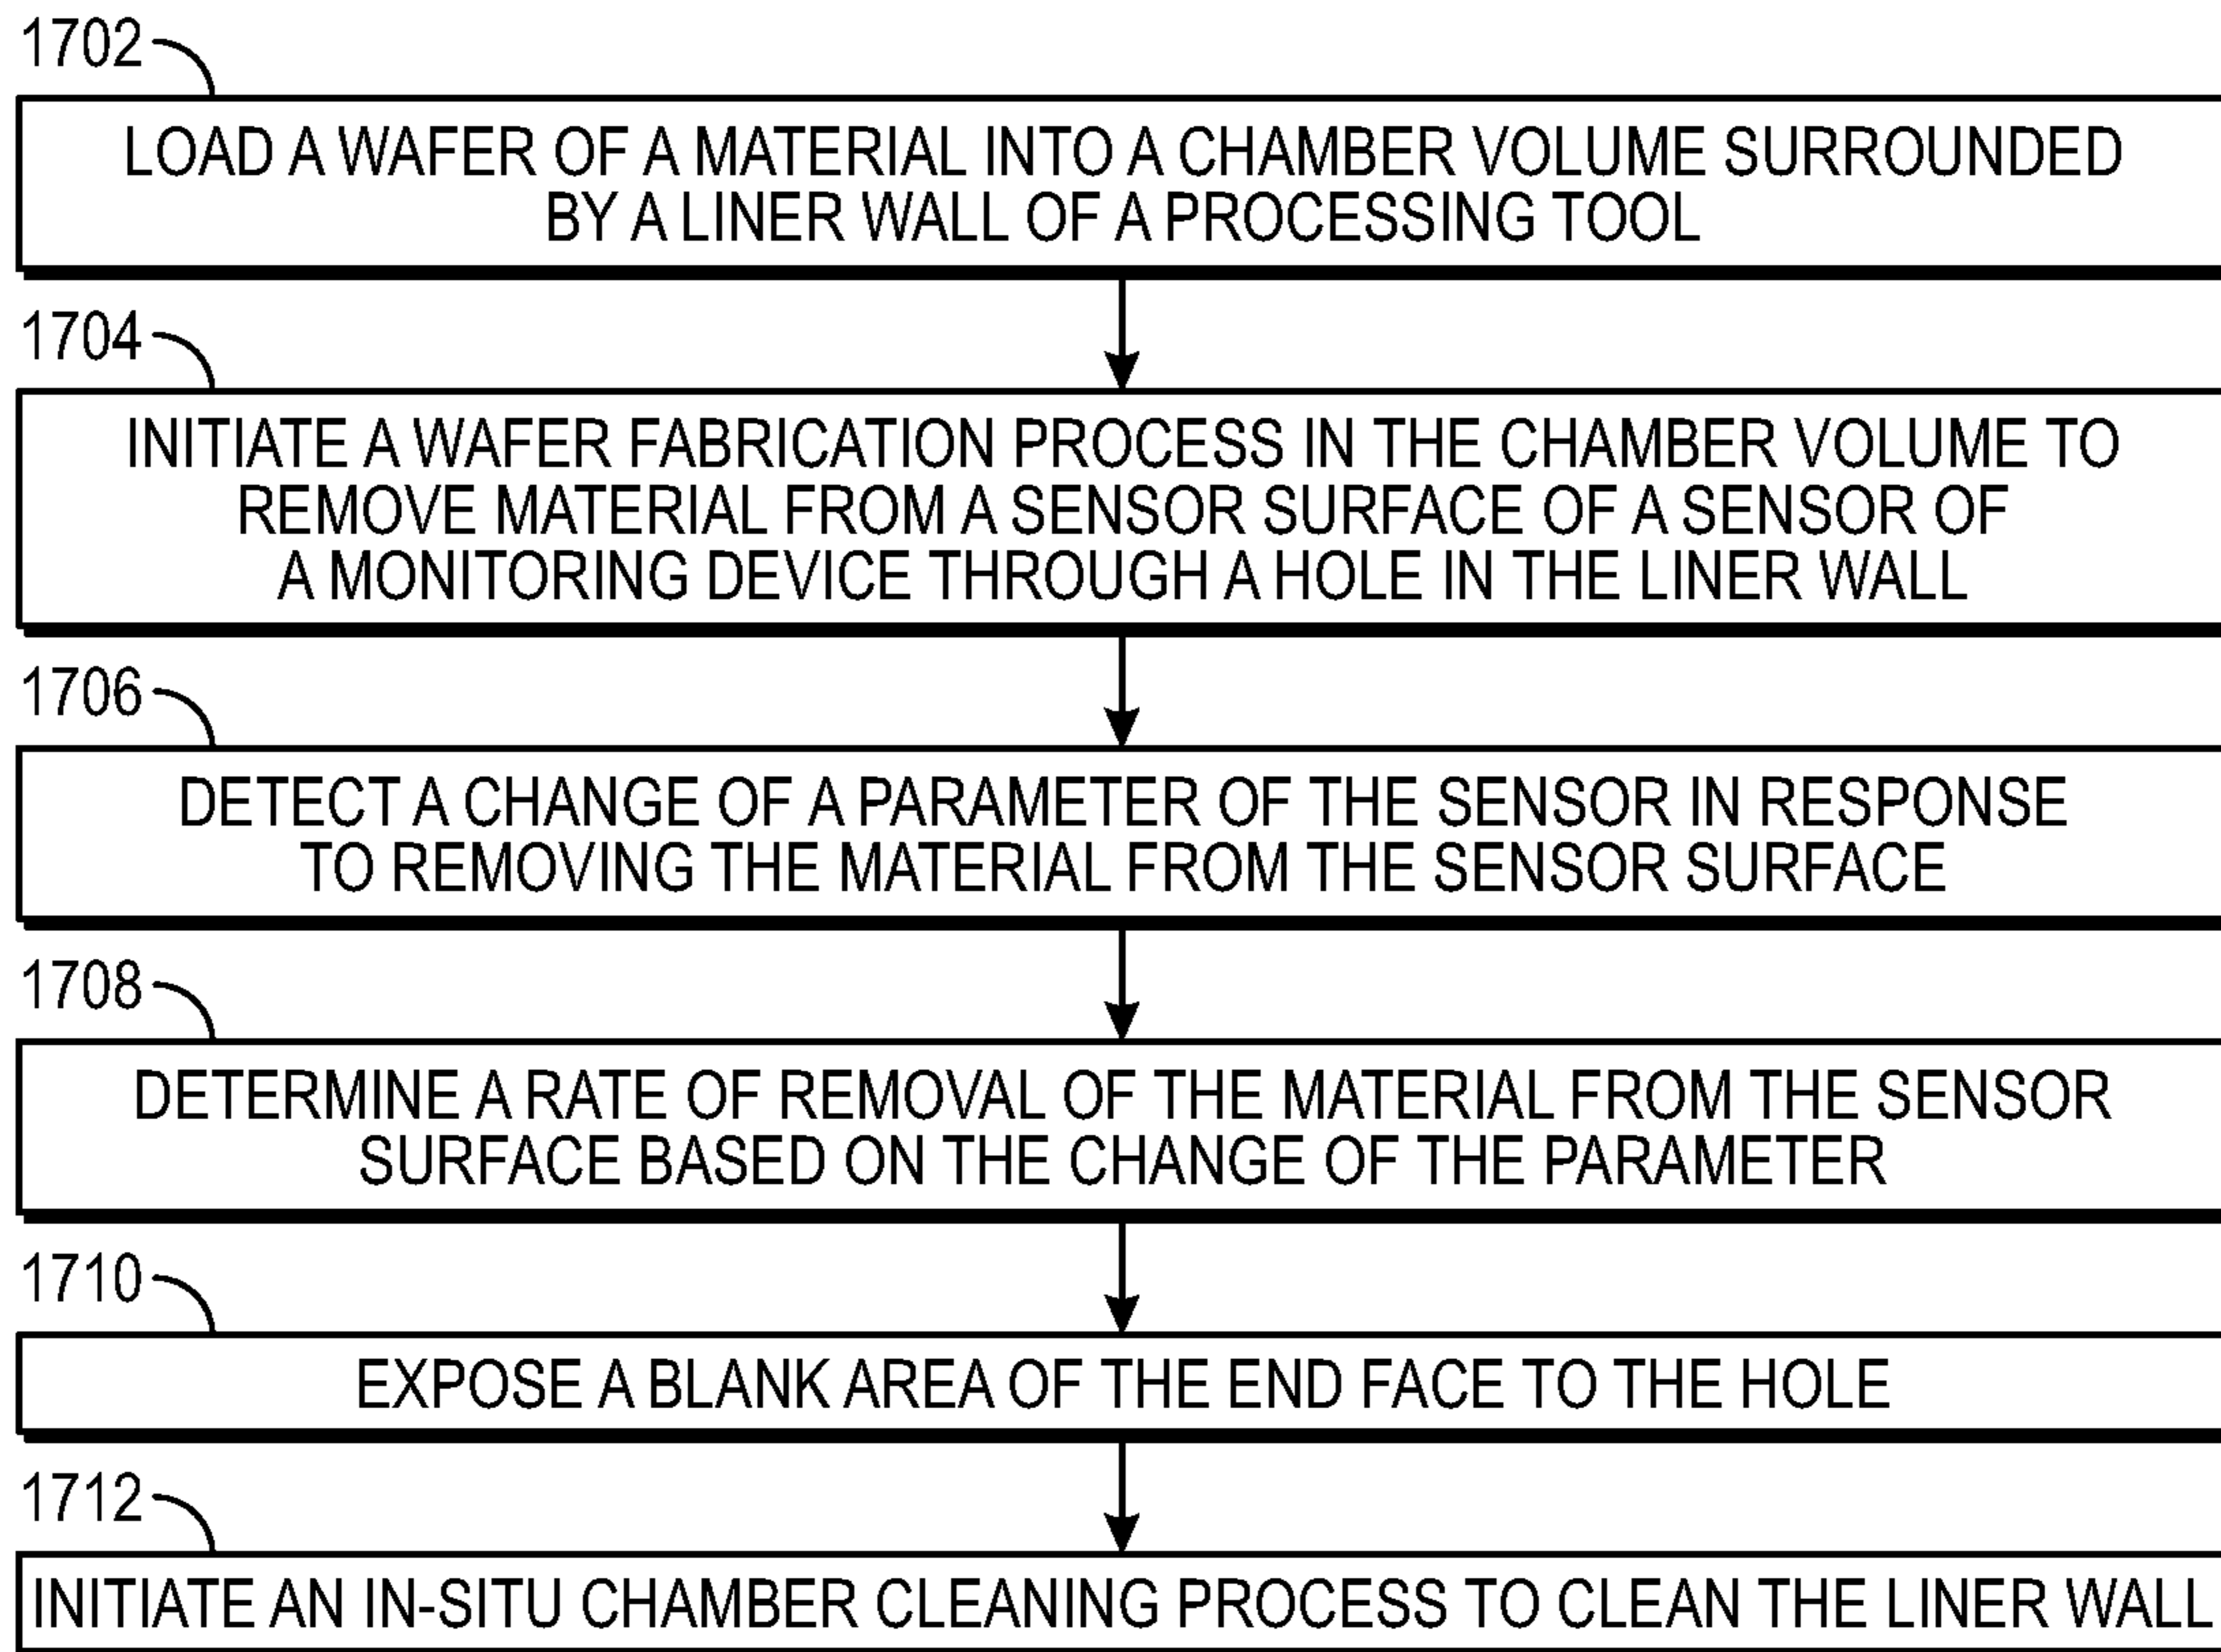 1702
LOAD A WAFER OF A MATERIAL INTO A CHAMBER VOLUME SURROUNDED
BY A LINER WALL OF A PROCESSING TOOL
1704
INITIATE A WAFER FABRICATION PROCESS IN THE CHAMBER VOLUME TO
REMOVE MATERIAL FROM A SENSOR SURFACE OF A SENSOR OF
A MONITORING DEVICE THROUGH A HOLE IN THE LINER WALL
1706
DETECT A CHANGE OF A PARAMETER OF THE SENSOR IN RESPONSE
TO REMOVING THE MATERIAL FROM THE SENSOR SURFACE
1708
DETERMINE A RATE OF REMOVAL OF THE MATERIAL FROM THE SENSOR
SURFACE BASED ON THE CHANGE OF THE PARAMETER
1710
EXPOSE A BLANK AREA OF THE END FACE TO THE HOLE
1712
INITIATE AN IN-SITU CHAMBER CLEANING PROCESS TO CLEAN THE LINER WALL